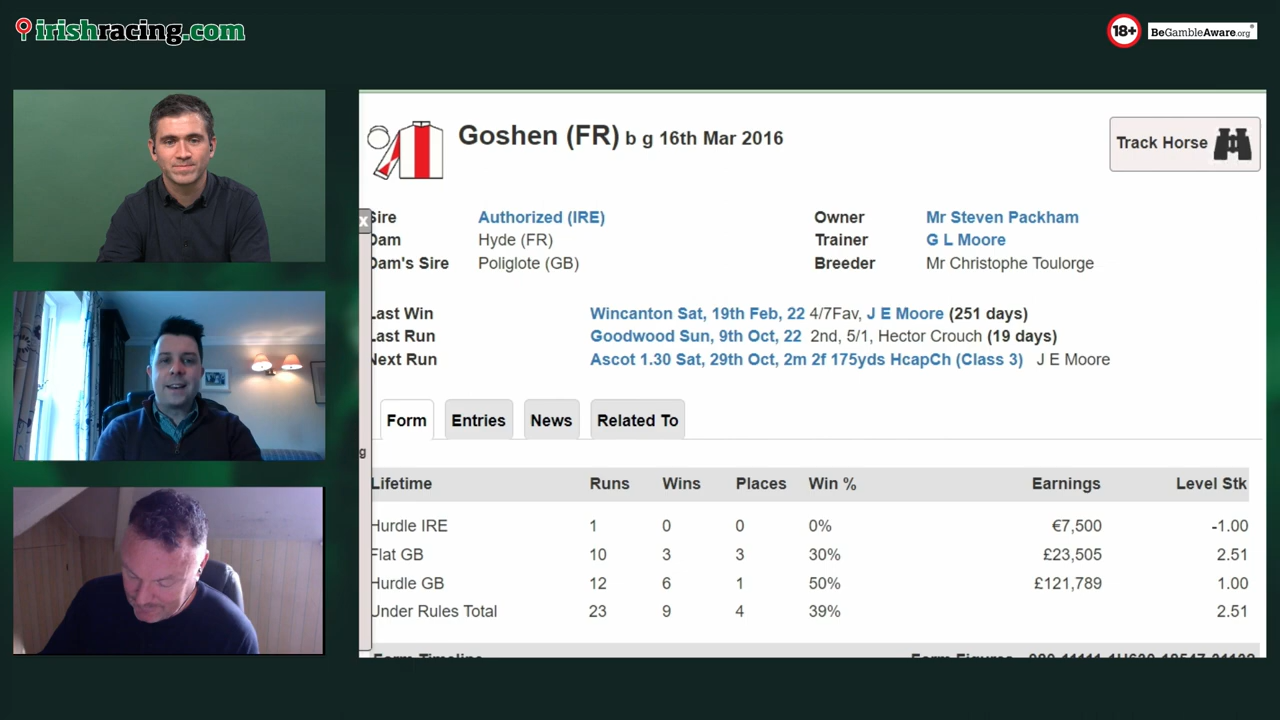 irishracing.com
18+
BeGambleAware.org®
Goshen (FR) b g 16th Mar 2016
Track Horse
x
Sire Authorized (IRE) Owner Mr Steven Packham
Dam Hyde (FR) Trainer G L Moore
Dam's Sire Poliglote (GB) Breeder Mr Christophe Toulorge
Last Win Wincanton Sat, 19th Feb, 22 4/7Fav, J E Moore (251 days)
Last Run Goodwood Sun, 9th Oct, 22 2nd, 5/1, Hector Crouch (19 days)
Next Run Ascot 1.30 Sat, 29th Oct, 2m 2f 175yds HcapCh (Class 3) J E Moore
Form Entries News Related To
g
Lifetime Runs Wins Places Win % Earnings Level Stk
Hurdle IRE 1 0 0 0% €7,500 -1.00
Flat GB 10 3 3 30% £23,505 2.51
Hurdle GB 12 6 1 50% £121,789 1.00
Under Rules Total 23 9 4 39% 2.51
Form Timeline Form Figures